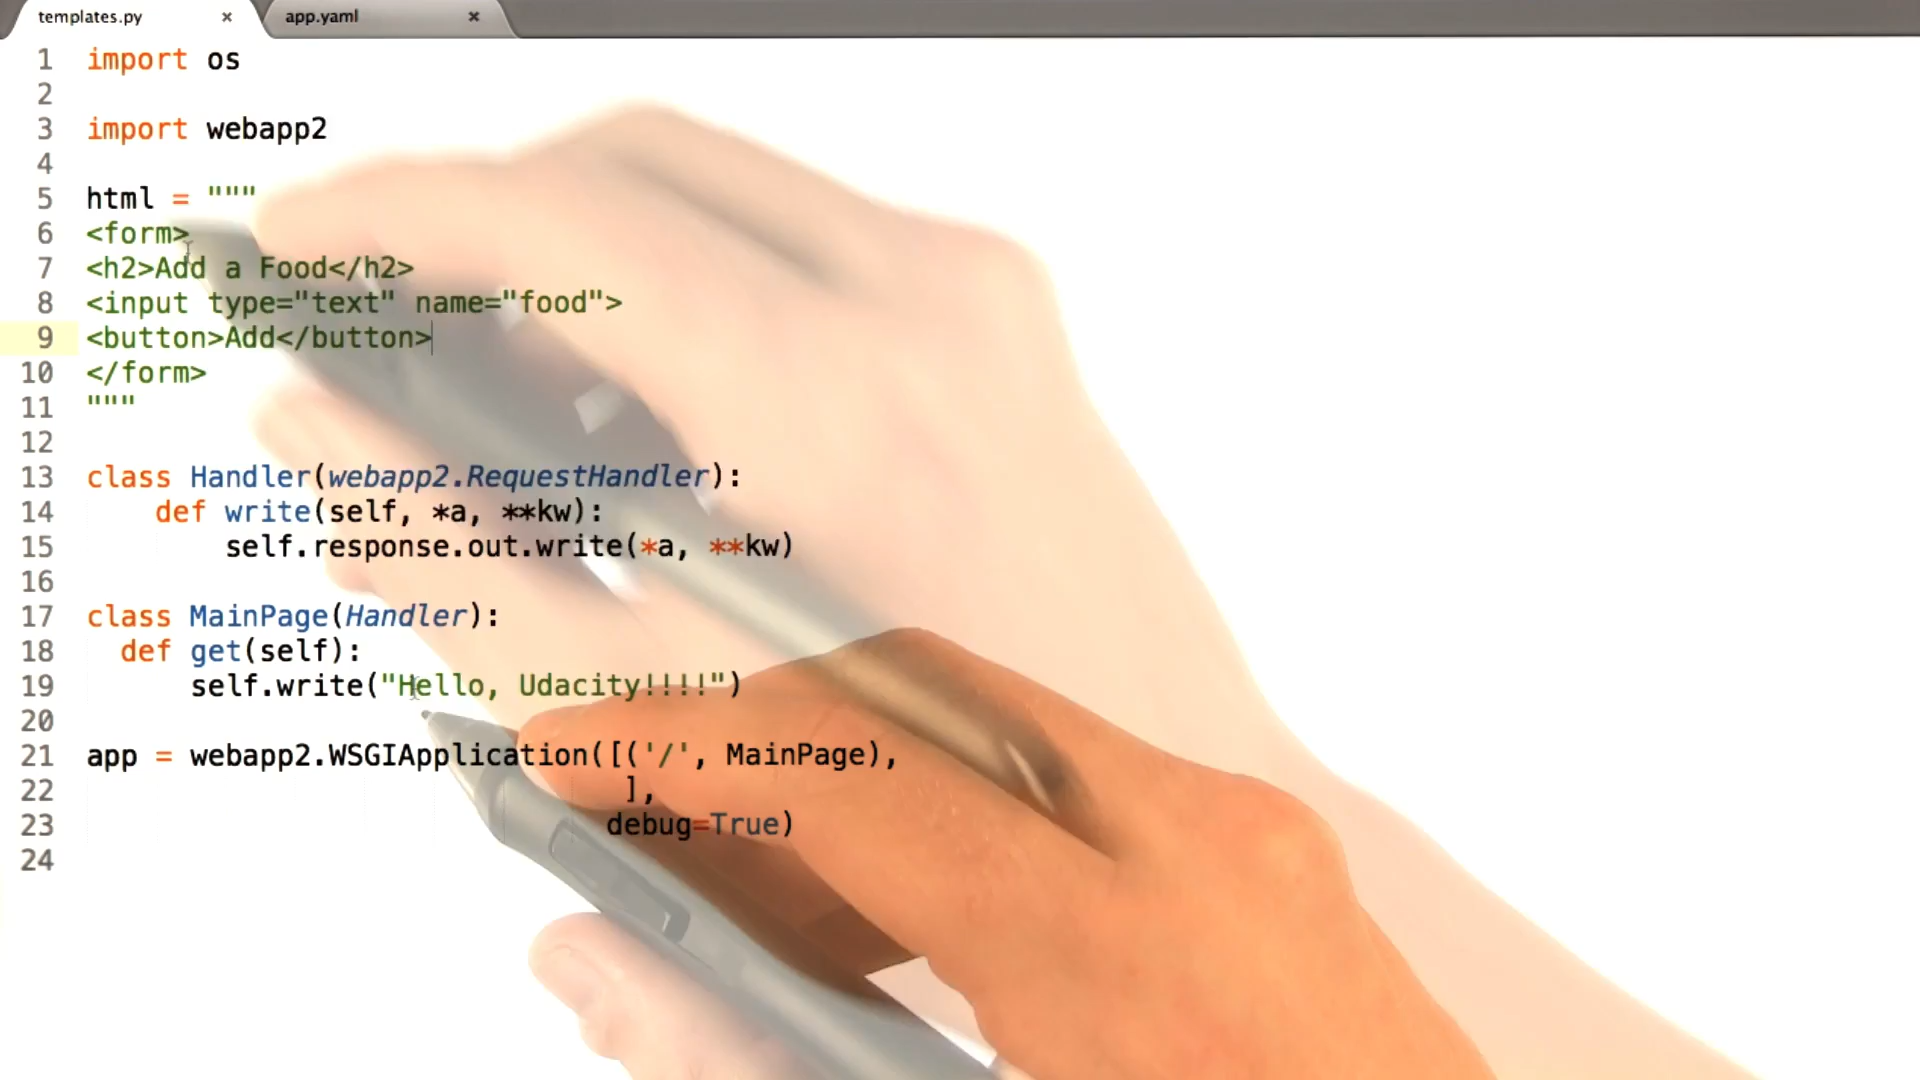 templates.py × app.yaml ×
1 import os
2
3 import webapp2
4
5 html = """
6 <form>
7 <h2>Add a Food</h2>
8 <input type="text" name="food">
9 <button>Add</button>
10 </form>
11 """
12
13 class Handler(webapp2.RequestHandler):
14     def write(self, *a, **kw):
15         self.response.out.write(*a, **kw)
16
17 class MainPage(Handler):
18   def get(self):
19       self.write("Hello, Udacity!!!!")
20
21 app = webapp2.WSGIApplication([('/', MainPage),
22                                ],
23                               debug=True)
24